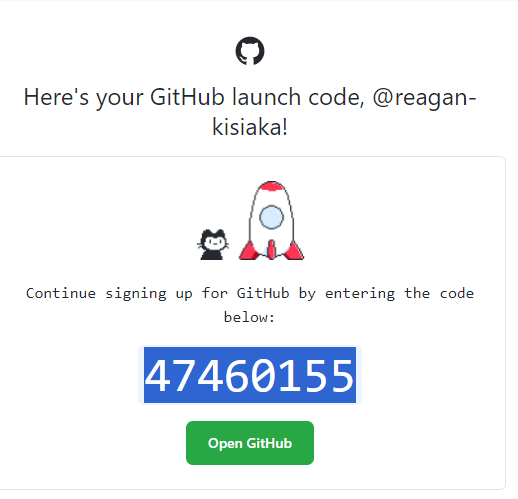 Here's your GitHub launch code, @reagan-
kisiaka!
Continue signing up for GitHub by entering the code
below:
47460155
Open GitHub